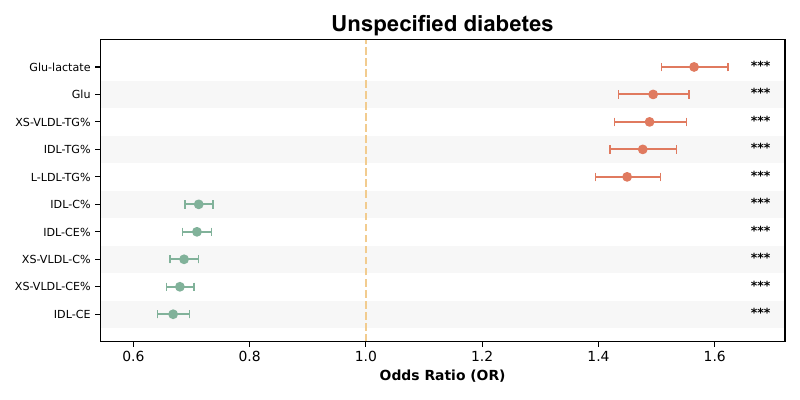 Unspecified diabetes
Glu-lactate ***
Glu ***
XS-VLDL-TG% ***
IDL-TG% ***
L-LDL-TG% ***
IDL-C% ***
IDL-CE% ***
XS-VLDL-C% ***
XS-VLDL-CE% ***
IDL-CE ***
0.6 0.8 1.0 1.2 1.4 1.6
Odds Ratio (OR)